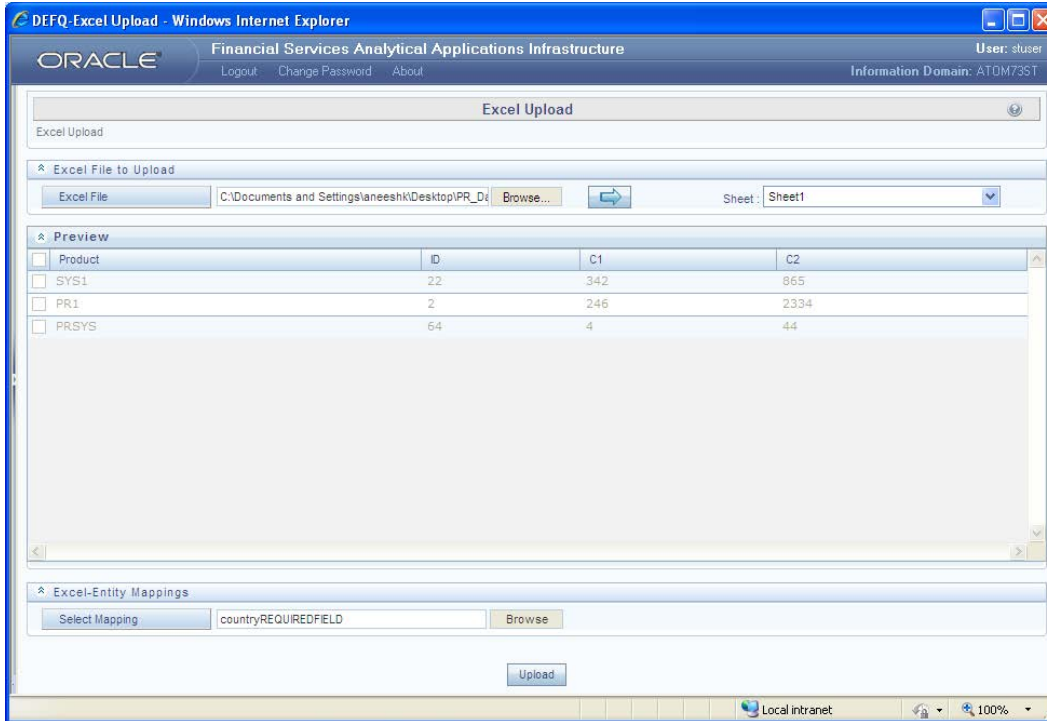 DEFQ-Excel Upload - Windows Internet Explorer
ORACLE
Financial Services Analytical Applications Infrastructure
User: stuser
Logout Change Password About
Information Domain: ATOM73ST
Excel Upload
Excel Upload
Excel File to Upload
Excel File C:\Documents and Settings\aneeshk\Desktop\PR_Da Browse... Sheet : Sheet1
Preview
Product ID C1 C2
SYS1 22 342 865
PR1 2 246 2334
PRSYS 64 4 44
Excel-Entity Mappings
Select Mapping countryREQUIREDFIELD Browse
Upload
Local intranet 100%